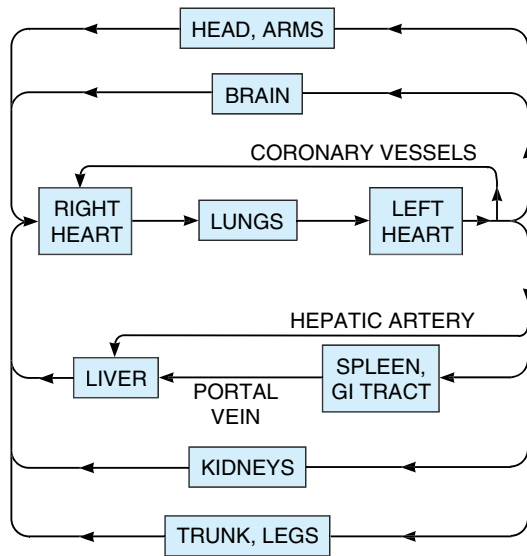 HEAD, ARMS
BRAIN
CORONARY VESSELS
RIGHT
HEART
LUNGS
LEFT
HEART
HEPATIC ARTERY
LIVER
PORTAL
VEIN
SPLEEN,
GI TRACT
KIDNEYS
TRUNK, LEGS